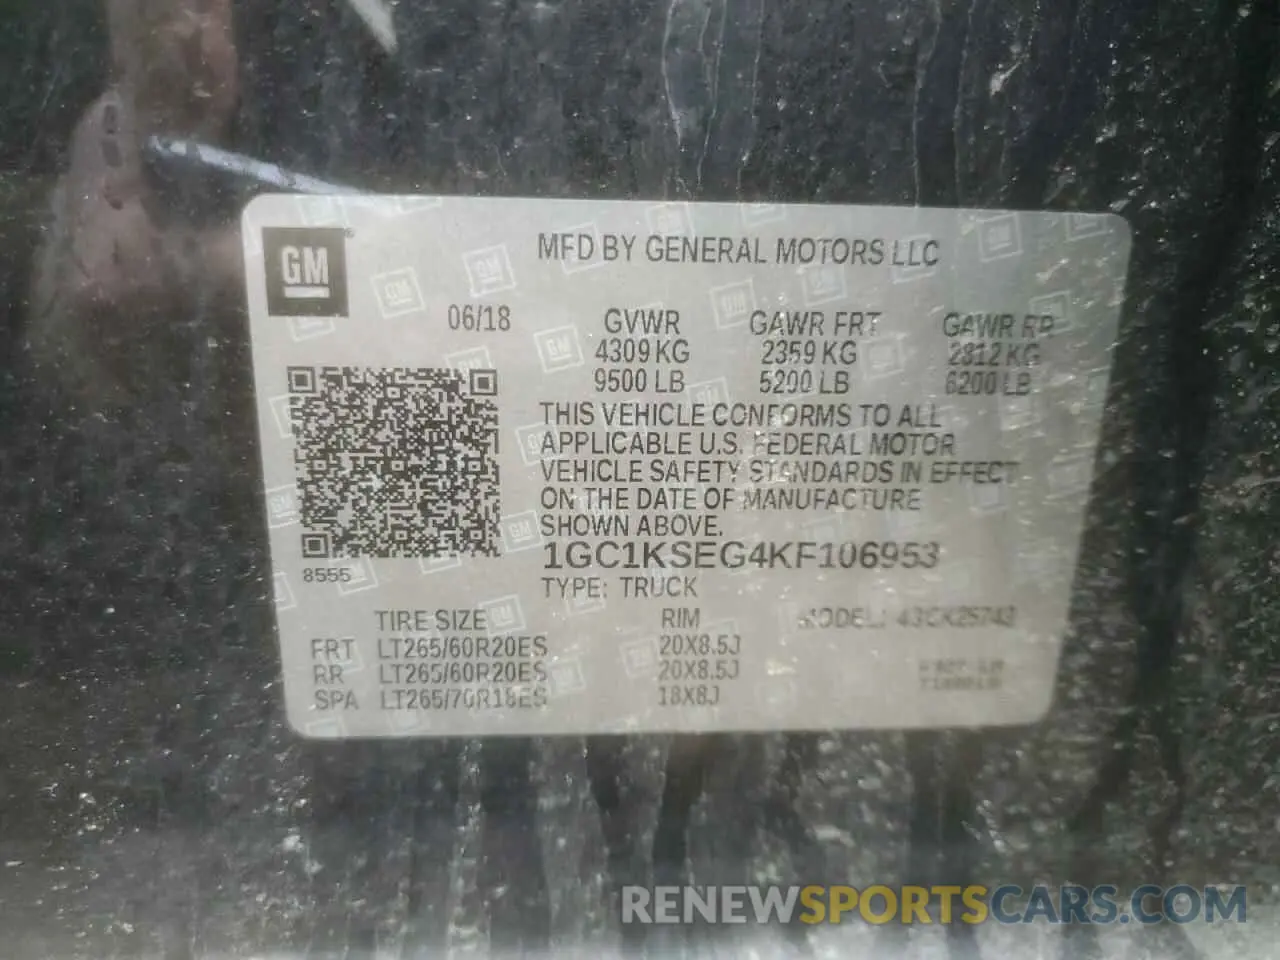 GM
MFD BY GENERAL MOTORS LLC
06/18 GVWR GAWR FRT GAWR RR
4309 KG 2359 KG 2812 KG
9500 LB 5200 LB 6200 LB
THIS VEHICLE CONFORMS TO ALL
APPLICABLE U.S. FEDERAL MOTOR
VEHICLE SAFETY STANDARDS IN EFFECT
ON THE DATE OF MANUFACTURE
SHOWN ABOVE.
1GC1KSEG4KF106953
8555
TYPE: TRUCK
TIRE SIZE RIM MODEL: 43CK25743
FRT LT265/60R20ES 20X8.5J
RR LT265/60R20ES 20X8.5J
SPA LT265/70R18ES 18X8J
RENEWSPORTSCARS.COM